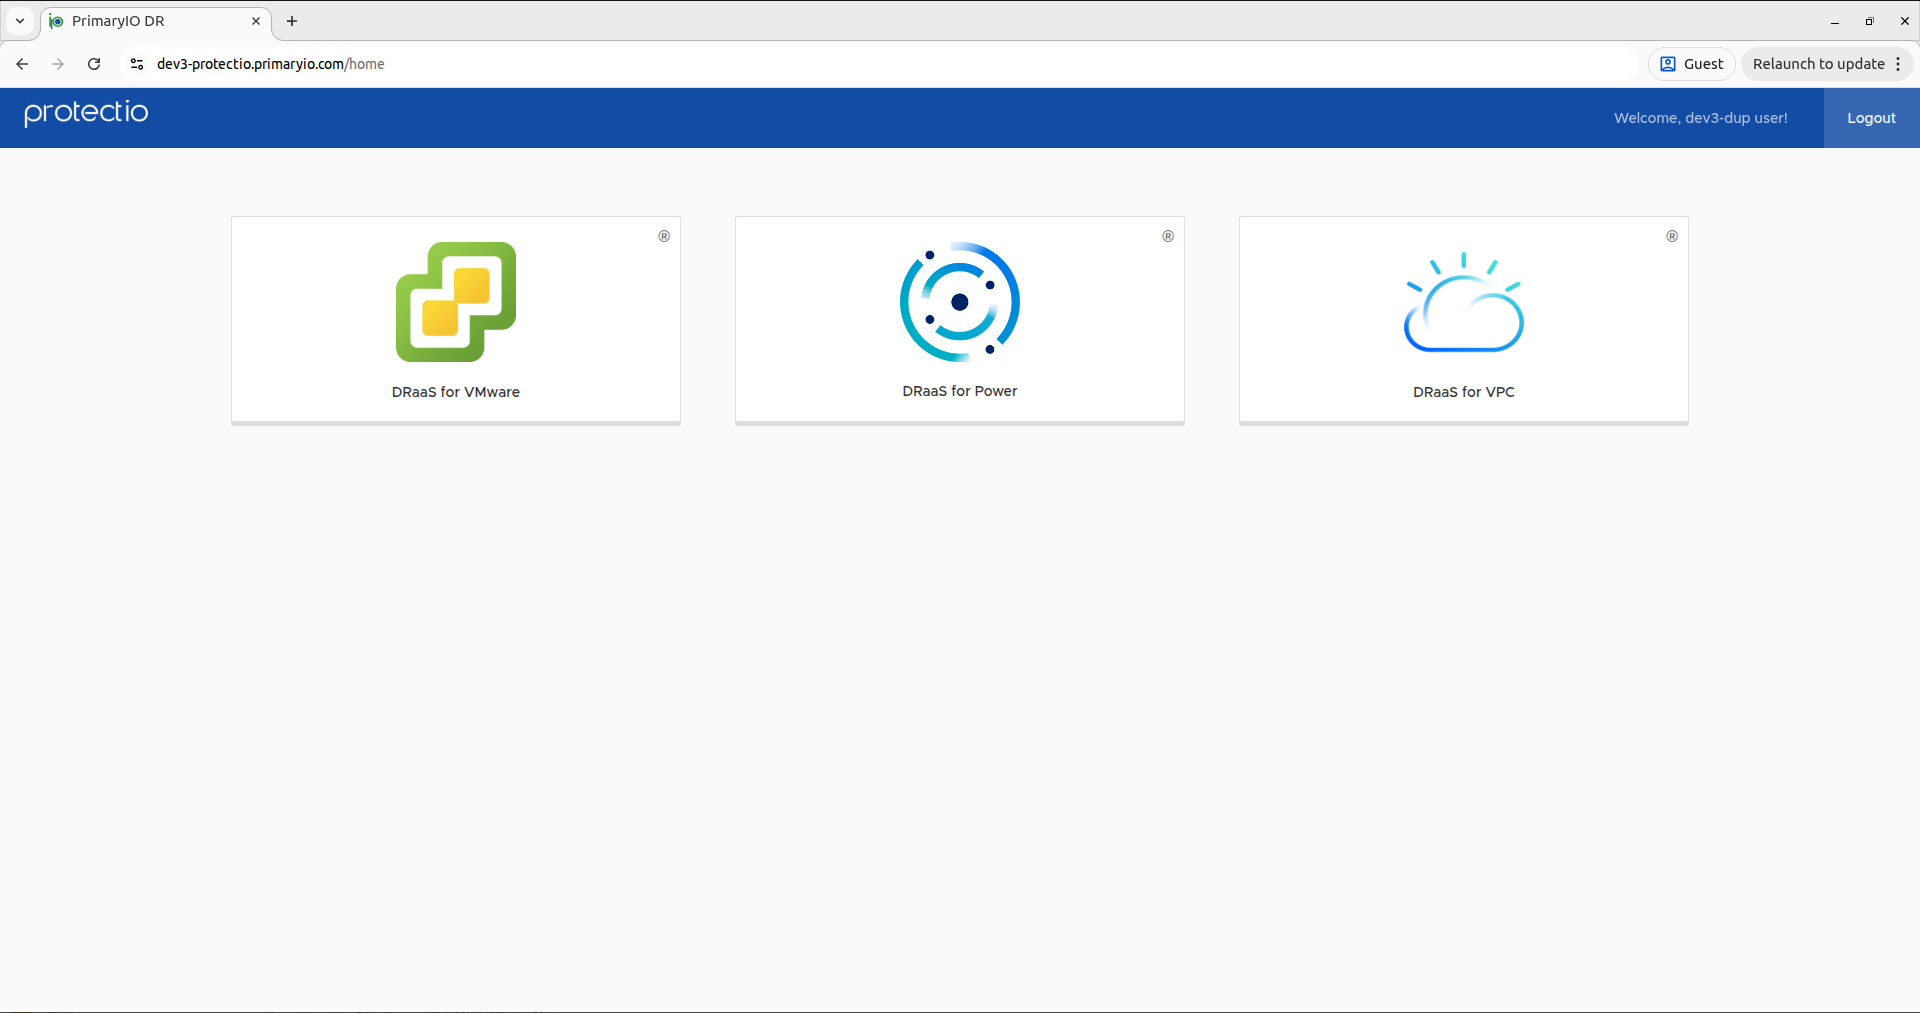 PrimaryIO DR
dev3-protectio.primaryio.com/home
Guest
Relaunch to update
protectio
Welcome, dev3-dup user!
Logout
®
®
®
DRaaS for VMware
DRaaS for Power
DRaaS for VPC